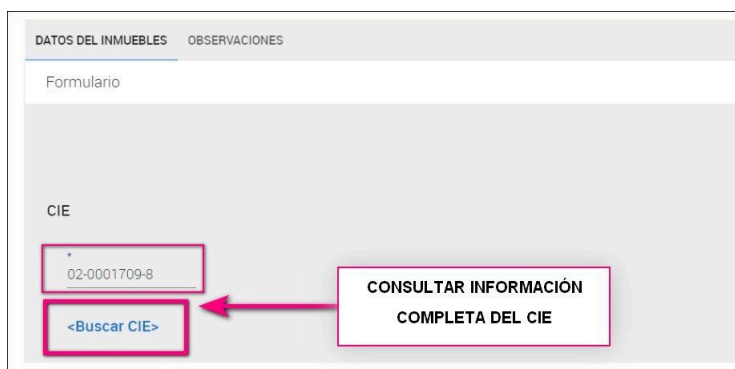 DATOS DEL INMUEBLES OBSERVACIONES
Formulario
CIE
*
02-0001709-8
<Buscar CIE>
CONSULTAR INFORMACIÓN
COMPLETA DEL CIE